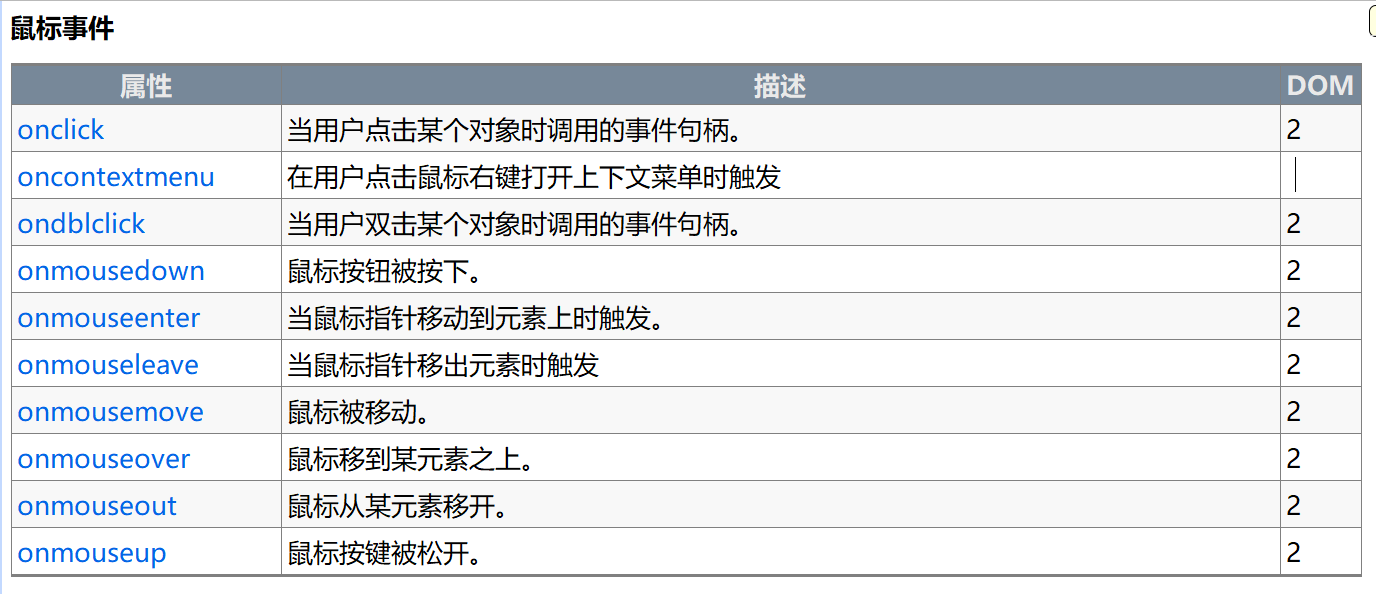 鼠标事件
属性 描述 DOM
onclick 当用户点击某个对象时调用的事件句柄。 2
oncontextmenu 在用户点击鼠标右键打开上下文菜单时触发
ondblclick 当用户双击某个对象时调用的事件句柄。 2
onmousedown 鼠标按钮被按下。 2
onmouseenter 当鼠标指针移动到元素上时触发。 2
onmouseleave 当鼠标指针移出元素时触发 2
onmousemove 鼠标被移动。 2
onmouseover 鼠标移到某元素之上。 2
onmouseout 鼠标从某元素移开。 2
onmouseup 鼠标按键被松开。 2